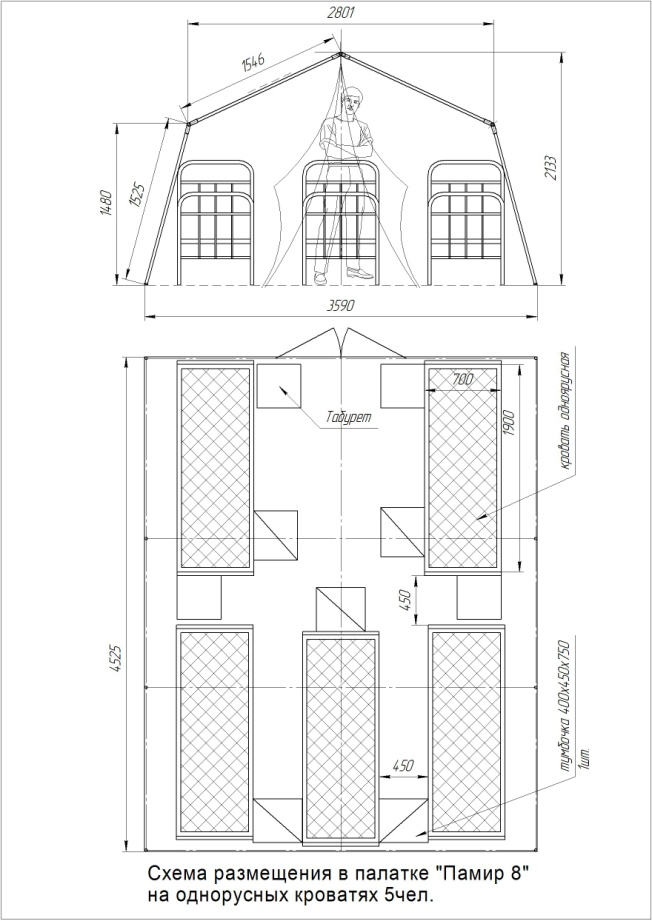 2801
1546
1480
1525
2133
3590
Табурет
700
1900
кровать одноярусная
450
4525
450
тумбочка 400х450х750
1шт.
Схема размещения в палатке "Памир 8"
на однорусных кроватях 5чел.